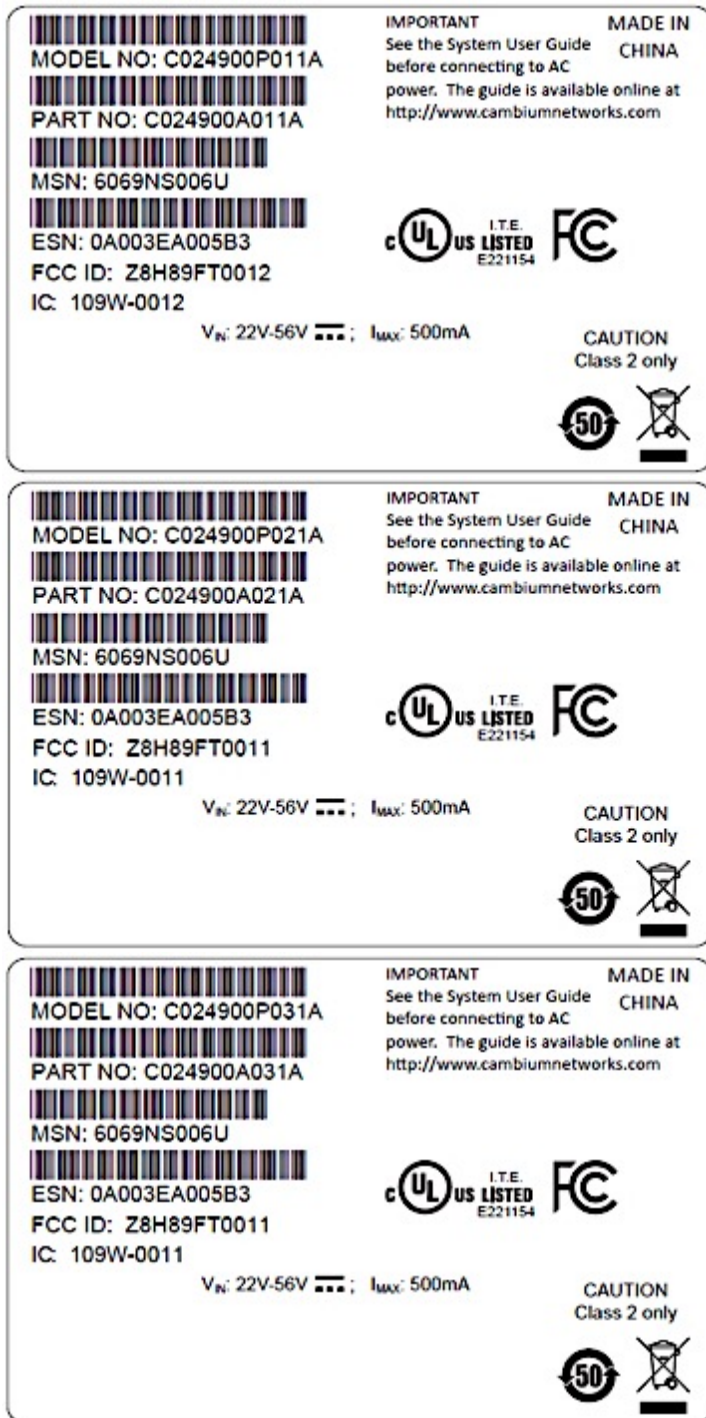 MODEL NO: C024900P011A
PART NO: C024900A011A
MSN: 6069NS006U
ESN: 0A003EA005B3
FCC ID: Z8H89FT0012
IC: 109W-0012
IMPORTANT
See the System User Guide
before connecting to AC
power. The guide is available online at
http://www.cambiumnetworks.com
MADE IN
CHINA
C UL US LISTED
I.T.E.
E221154
FC
VIN: 22V-56V ; IMAX: 500mA
CAUTION
Class 2 only
50
MODEL NO: C024900P021A
PART NO: C024900A021A
MSN: 6069NS006U
ESN: 0A003EA005B3
FCC ID: Z8H89FT0011
IC: 109W-0011
IMPORTANT
See the System User Guide
before connecting to AC
power. The guide is available online at
http://www.cambiumnetworks.com
MADE IN
CHINA
C UL US LISTED
I.T.E.
E221154
FC
VIN: 22V-56V ; IMAX: 500mA
CAUTION
Class 2 only
50
MODEL NO: C024900P031A
PART NO: C024900A031A
MSN: 6069NS006U
ESN: 0A003EA005B3
FCC ID: Z8H89FT0011
IC: 109W-0011
IMPORTANT
See the System User Guide
before connecting to AC
power. The guide is available online at
http://www.cambiumnetworks.com
MADE IN
CHINA
C UL US LISTED
I.T.E.
E221154
FC
VIN: 22V-56V ; IMAX: 500mA
CAUTION
Class 2 only
50